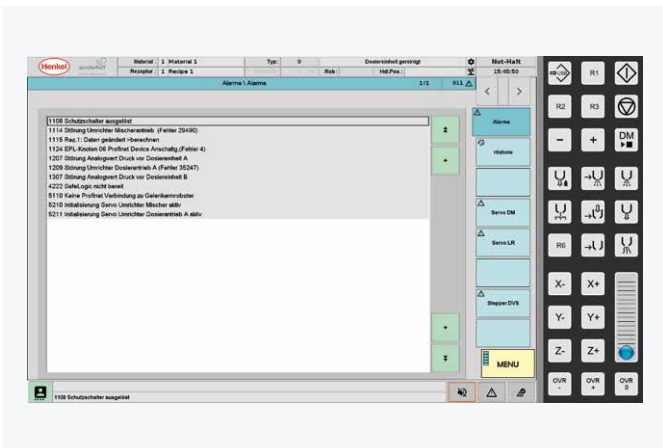 Henkel
Material : 1 Material 1 Typ: 0 Dosiereinheit gereinigt Not-Halt
Rezeptur : 1 Recipe 1 Rob: Hdl.Pos.: 15:45:50
Alarme \ Alarme 1/1 911
1108 Schutzschalter ausgelöst
1114 Störung Umrichter Mischerantrieb (Fehler 29490)
1115 Rez.1: Daten geändert >berechnen
1124 EPL-Knoten 06 Profinet Device Anschaltg.(Fehler 4)
1207 Störung Analogwert Druck vor Dosiereinheit A
1209 Störung Umrichter Dosierantrieb A (Fehler 35247)
1307 Störung Analogwert Druck vor Dosiereinheit B
4222 SafeLogic nicht bereit
5110 Keine Profinet Verbindung zu Gelenkarmroboter
5210 Initialisierung Servo Umrichter Mischer aktiv
5211 Initialisierung Servo Umrichter Dosierantrieb A aktiv
Alarme
Historie
Servo DM
Servo LR
Stepper DVS
MENU
1108 Schutzschalter ausgelöst
USB R1
R2 R3
- + DM
R6
X- X+
Y- Y+
Z- Z+
OVR - OVR + OVR 0